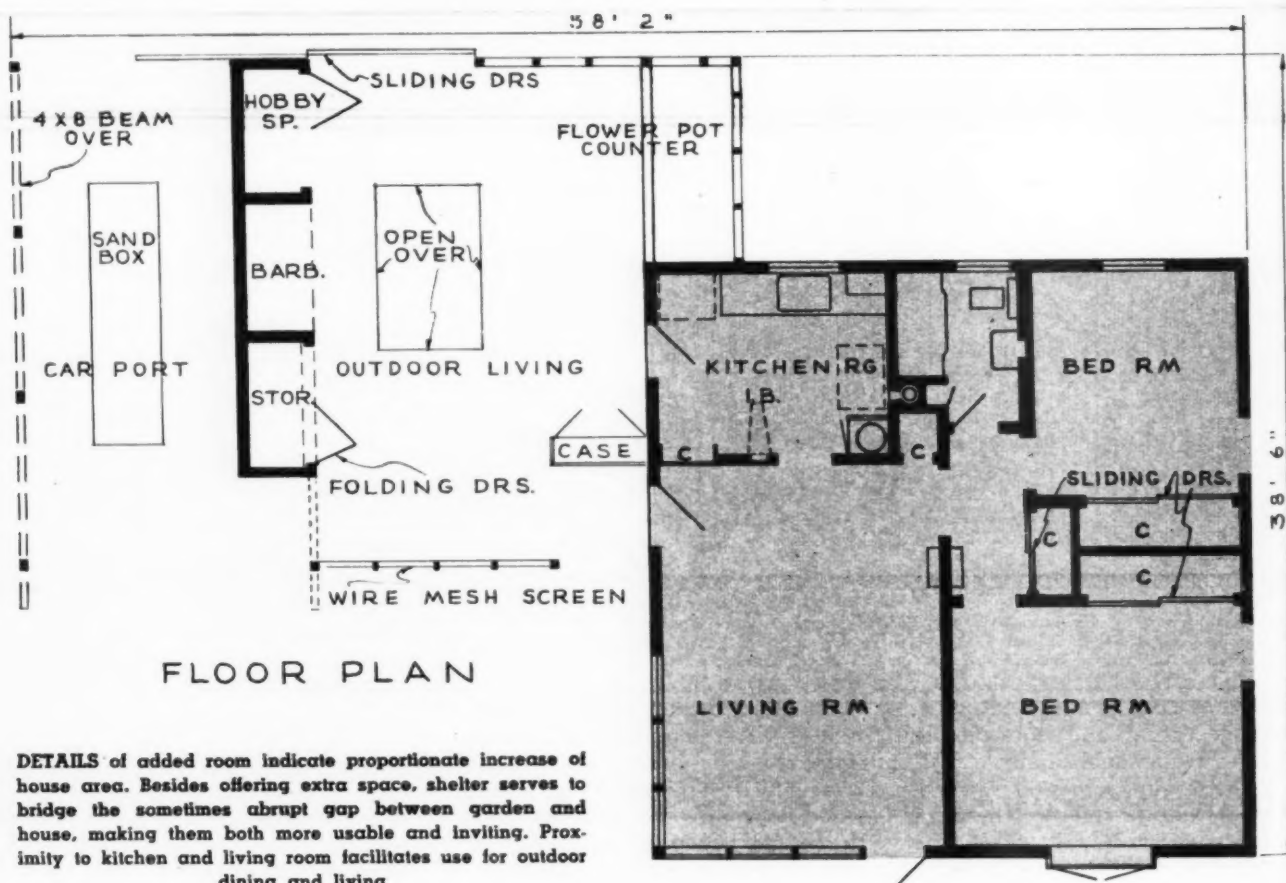 58' 2"
SLIDING DRS
HOBBY
SP.
4 X 8 BEAM
OVER
FLOWER POT
COUNTER
SAND
BOX
OPEN
OVER
BARB.
CAR PORT
OUTDOOR LIVING
KITCHEN
RG
BED RM
I.B.
STOR.
CASE
C
C
FOLDING DRS.
SLIDING DRS.
38' 6"
C
C
C
WIRE MESH SCREEN
FLOOR PLAN
LIVING RM
BED RM
DETAILS of added room indicate proportionate increase of
house area. Besides offering extra space, shelter serves to
bridge the sometimes abrupt gap between garden and
house, making them both more usable and inviting. Prox-
imity to kitchen and living room facilitates use for outdoor
dining and living.